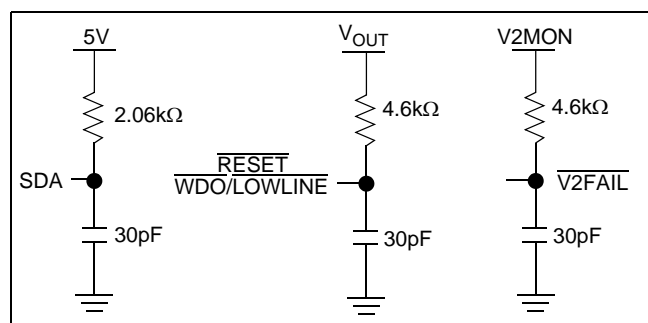 5V
2.06kΩ
SDA
30pF
VOUT
4.6kΩ
RESET
WDO/LOWLINE
30pF
V2MON
4.6kΩ
V2FAIL
30pF